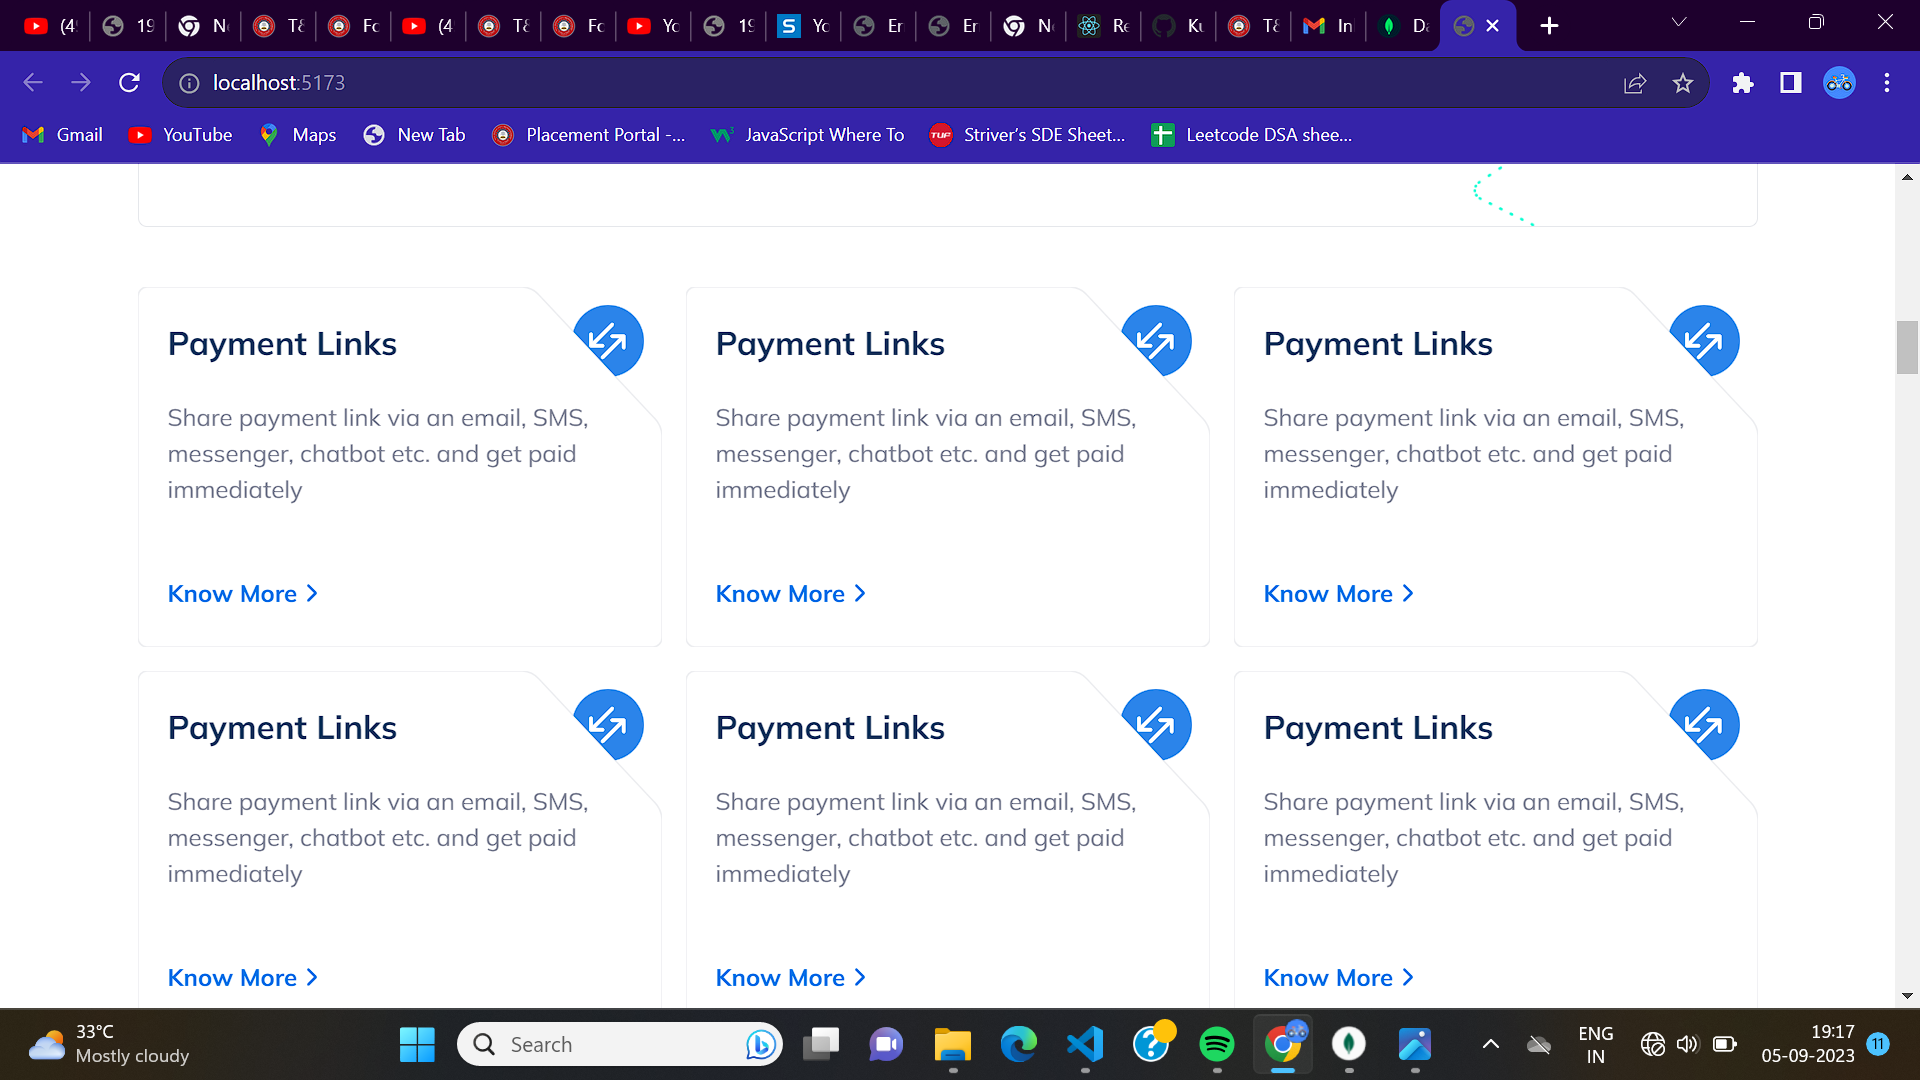 (4 19 N T& Fo (4 T& Fo Yo 19 Yo Er Er N Re Ku T& In Da
localhost:5173
Gmail YouTube Maps New Tab Placement Portal -... JavaScript Where To TUF Striver's SDE Sheet... Leetcode DSA shee...
Payment Links Payment Links Payment Links
Share payment link via an email, SMS, Share payment link via an email, SMS, Share payment link via an email, SMS,
messenger, chatbot etc. and get paid messenger, chatbot etc. and get paid messenger, chatbot etc. and get paid
immediately immediately immediately
Know More Know More Know More
Payment Links Payment Links Payment Links
Share payment link via an email, SMS, Share payment link via an email, SMS, Share payment link via an email, SMS,
messenger, chatbot etc. and get paid messenger, chatbot etc. and get paid messenger, chatbot etc. and get paid
immediately immediately immediately
Know More Know More Know More
33°C
Mostly cloudy
Search
ENG
IN
19:17
05-09-2023
11